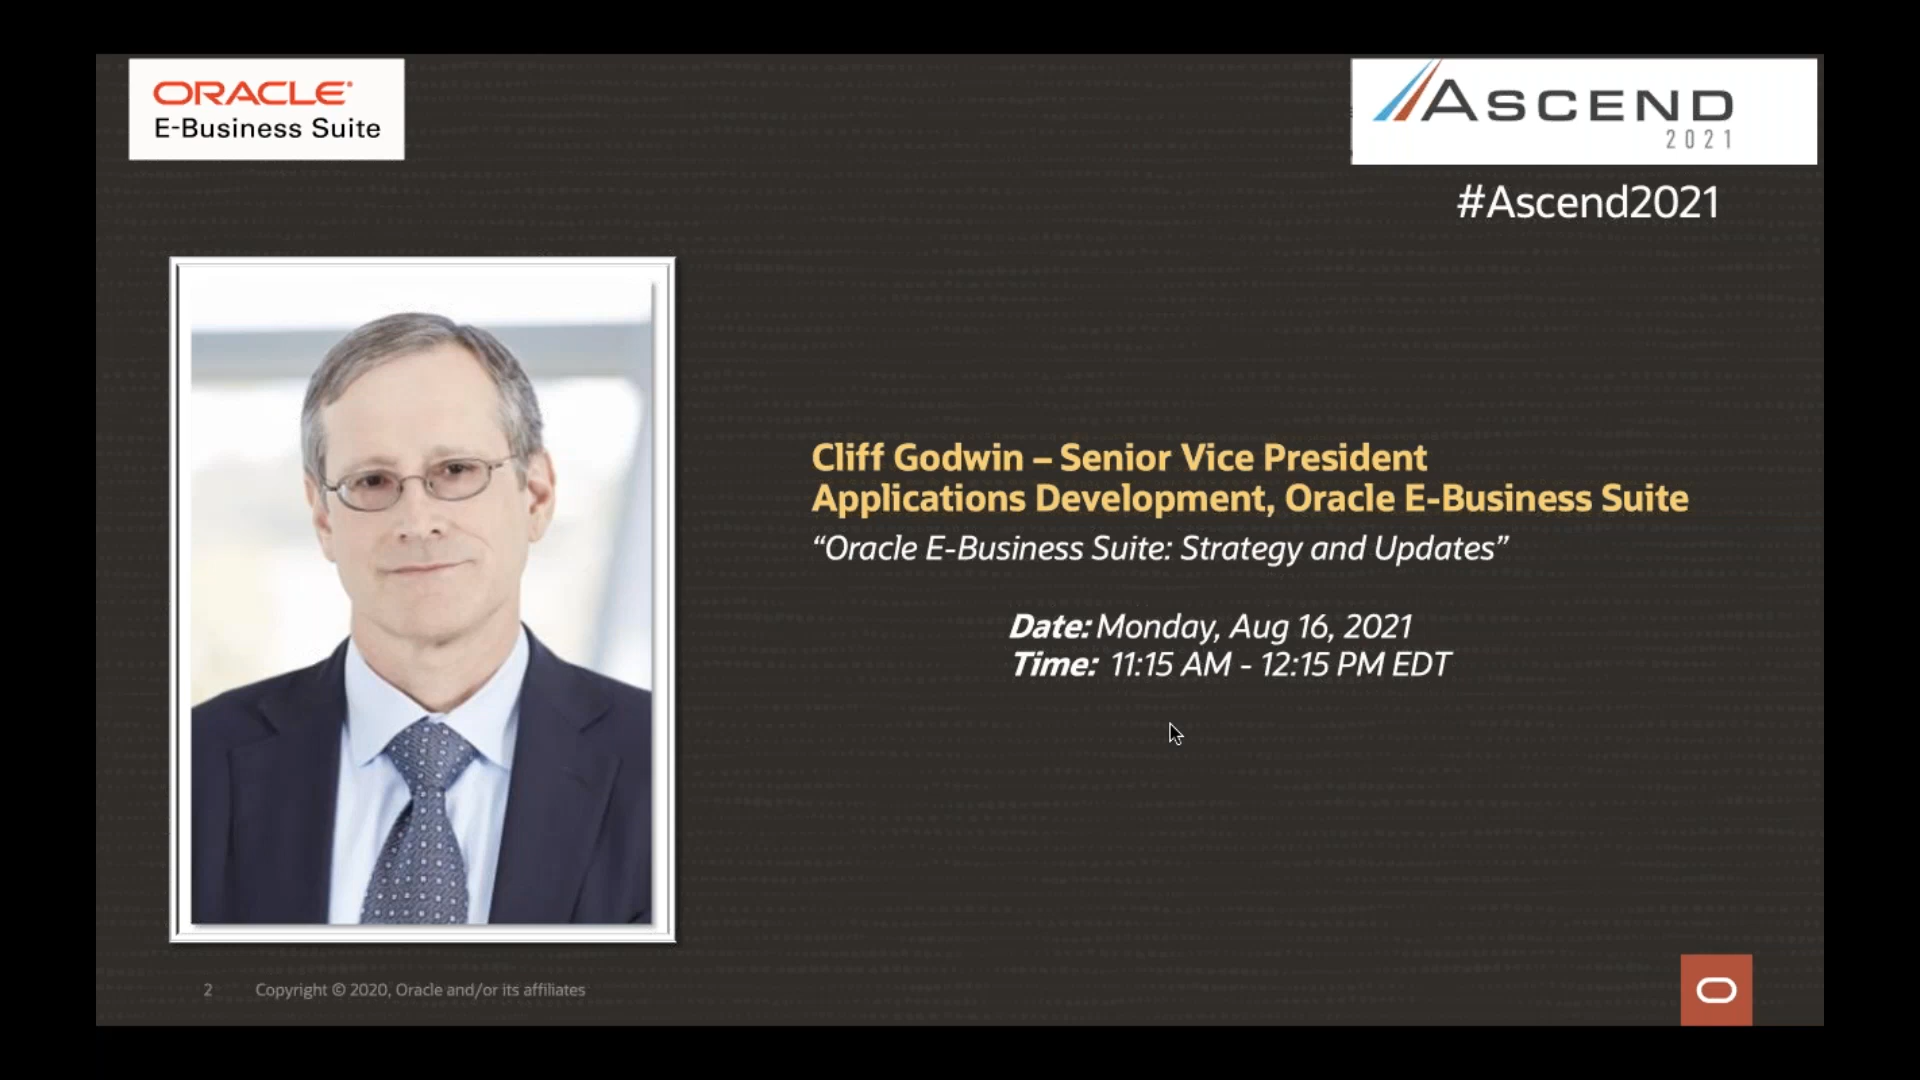 ORACLE®
E-Business Suite
ASCEND
2021
#Ascend2021
Cliff Godwin – Senior Vice President
Applications Development, Oracle E-Business Suite
“Oracle E-Business Suite: Strategy and Updates”
Date: Monday, Aug 16, 2021
Time: 11:15 AM - 12:15 PM EDT
2 Copyright © 2020, Oracle and/or its affiliates